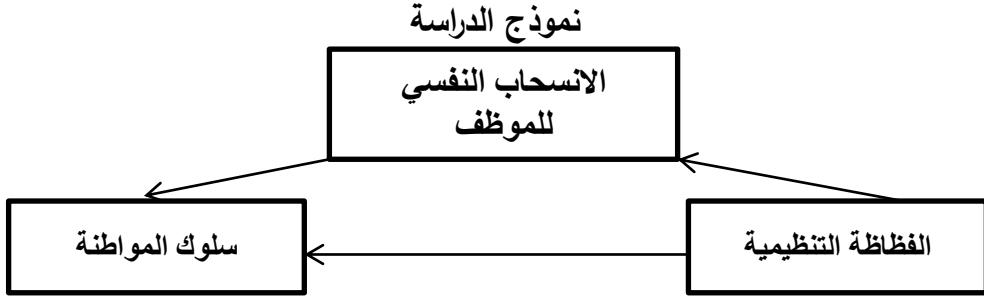 نموذج الدراسة
الانسحاب النفسي
للموظف
الفظاظة التنظيمية
سلوك المواطنة